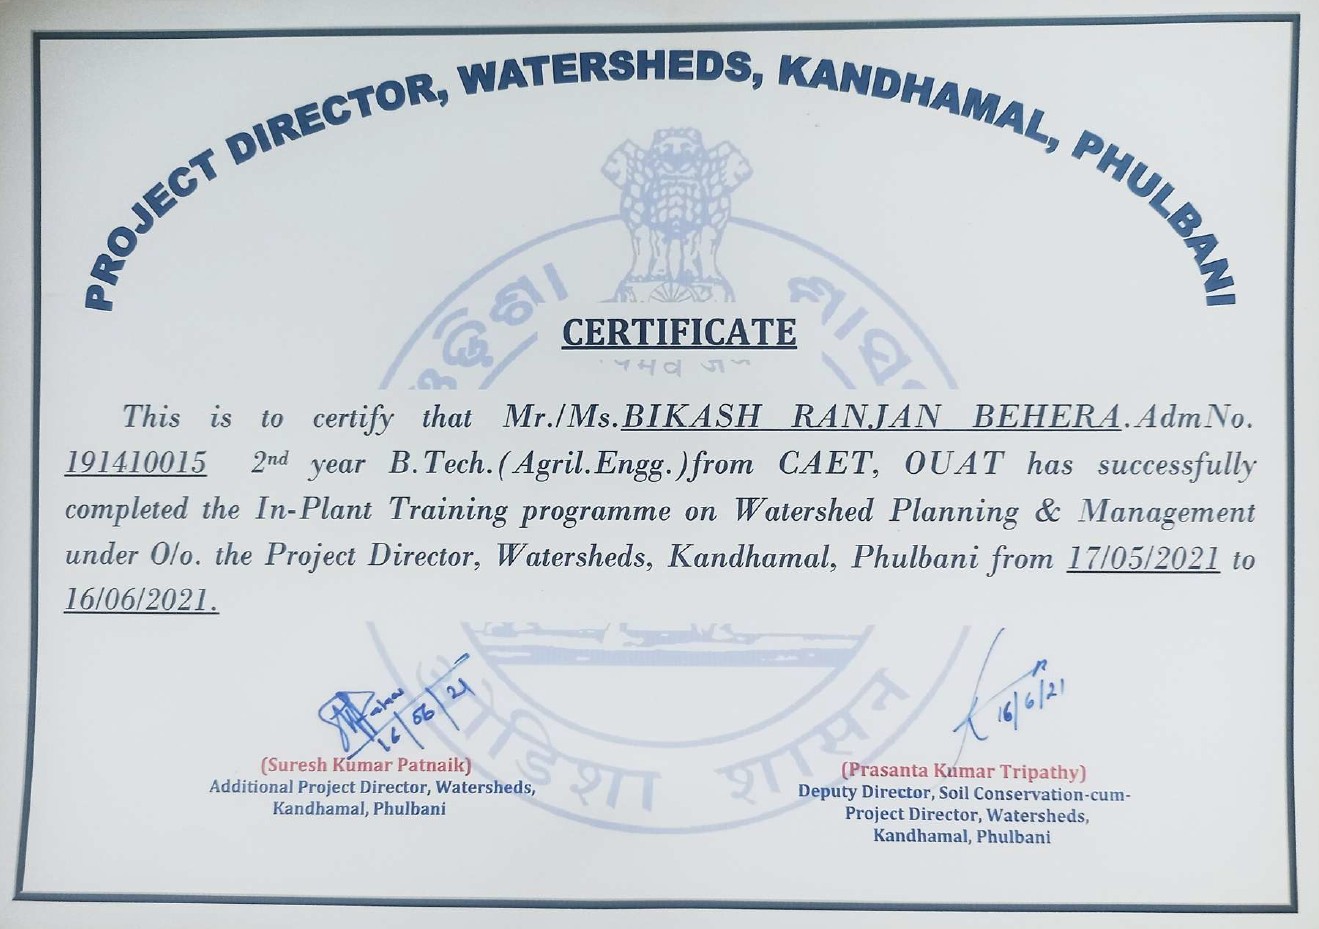 PROJECT DIRECTOR, WATERSHEDS, KANDHAMAL, PHULBANI
CERTIFICATE
This is to certify that Mr./Ms.BIKASH RANJAN BEHERA.AdmNo.
191410015 2nd year B.Tech.(Agril.Engg.)from CAET, OUAT has successfully
completed the In-Plant Training programme on Watershed Planning & Management
under O/o. the Project Director, Watersheds, Kandhamal, Phulbani from 17/05/2021 to
16/06/2021.
ओडिशा शासन
16/06/21
16/6/21
(Suresh Kumar Patnaik)
Additional Project Director, Watersheds,
Kandhamal, Phulbani
(Prasanta Kumar Tripathy)
Deputy Director, Soil Conservation-cum-
Project Director, Watersheds,
Kandhamal, Phulbani